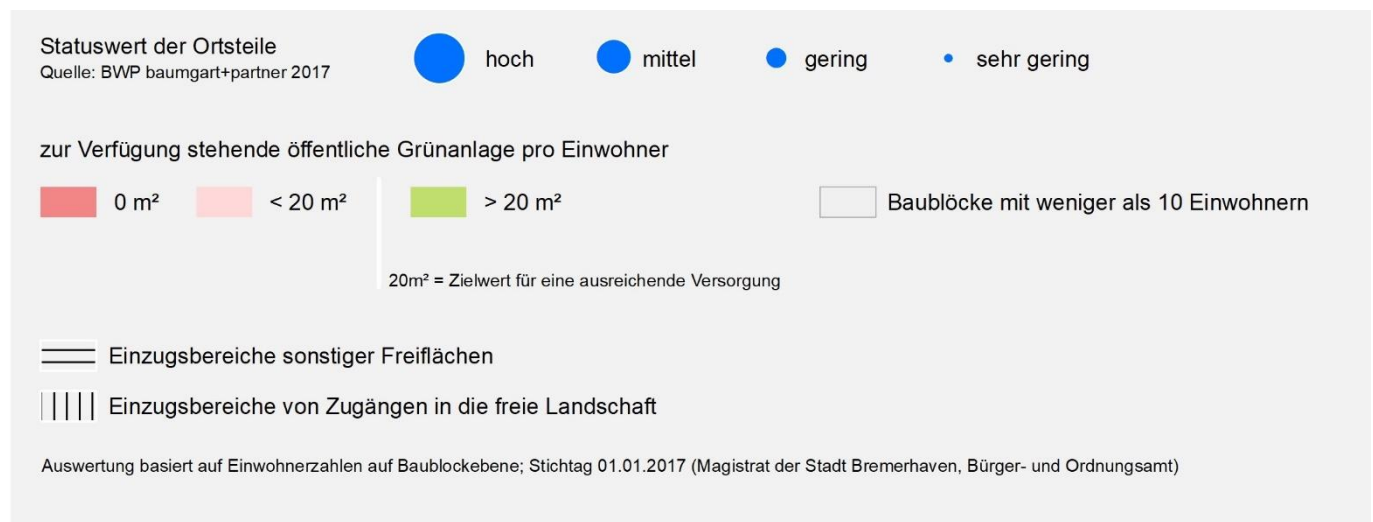 Statuswert der Ortsteile
Quelle: BWP baumgart+partner 2017
hoch
mittel
gering
sehr gering
zur Verfügung stehende öffentliche Grünanlage pro Einwohner
0 m²
< 20 m²
> 20 m²
Baublöcke mit weniger als 10 Einwohnern
20m² = Zielwert für eine ausreichende Versorgung
Einzugsbereiche sonstiger Freiflächen
Einzugsbereiche von Zugängen in die freie Landschaft
Auswertung basiert auf Einwohnerzahlen auf Baublockebene; Stichtag 01.01.2017 (Magistrat der Stadt Bremerhaven, Bürger- und Ordnungsamt)